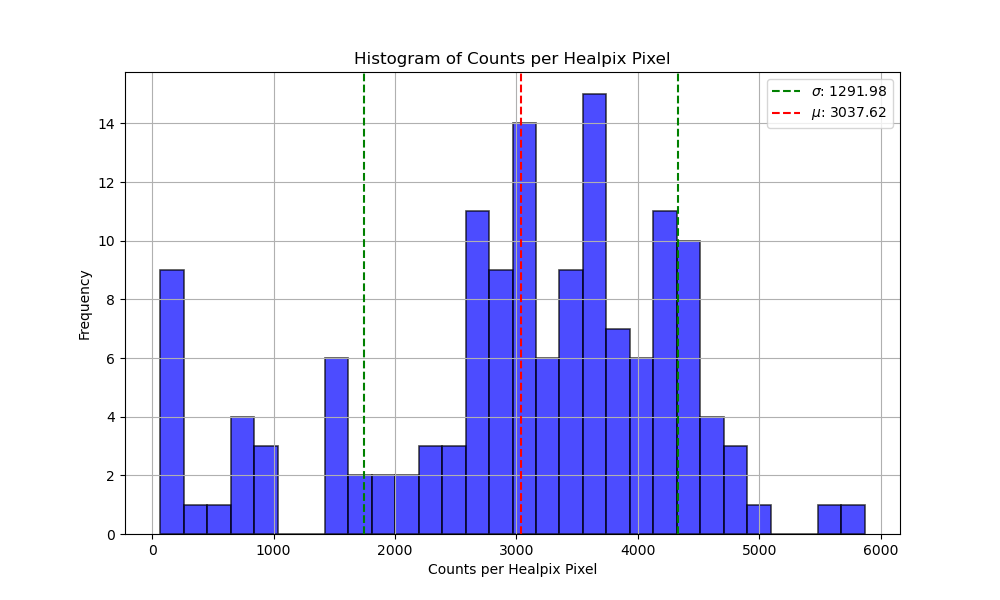 Histogram of Counts per Healpix Pixel
σ: 1291.98
μ: 3037.62
Frequency
14
12
10
8
6
4
2
0
0 1000 2000 3000 4000 5000 6000
Counts per Healpix Pixel